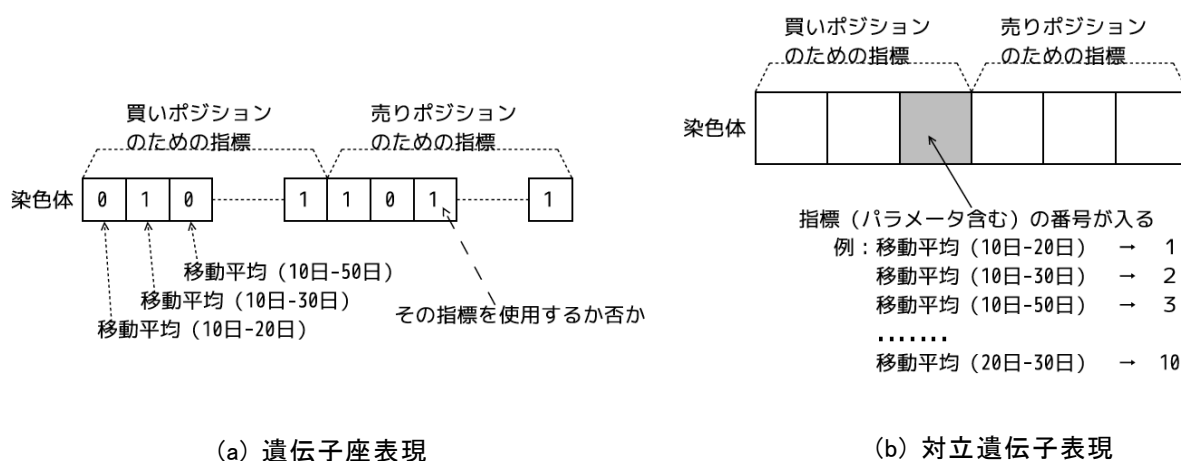 買いポジション
のための指標
売りポジション
のための指標
染色体
0 1 0 1 1 0 1 1
移動平均（10日-50日）
移動平均（10日-30日）
移動平均（10日-20日）
その指標を使用するか否か
(a) 遺伝子座表現
買いポジション
のための指標
売りポジション
のための指標
染色体
指標（パラメータ含む）の番号が入る
例：移動平均（10日-20日） → 1
移動平均（10日-30日） → 2
移動平均（10日-50日） → 3
.......
移動平均（20日-30日） → 10
(b) 対立遺伝子表現